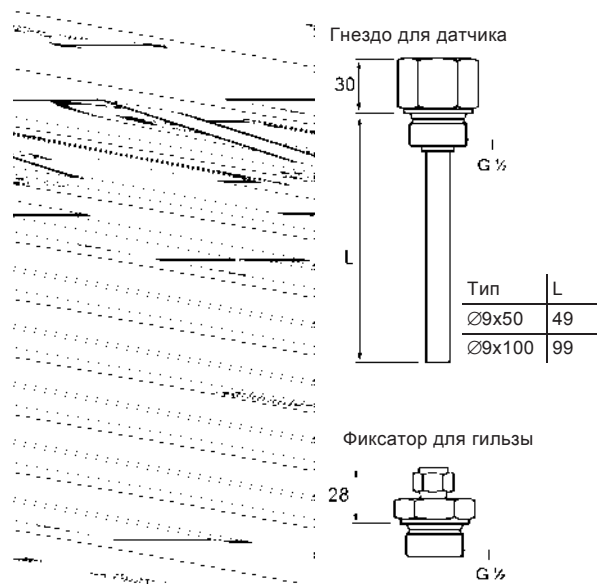 Гнездо для датчика
30
G ½
L
Тип L
∅9x50 49
∅9x100 99
Фиксатор для гильзы
28
G ½